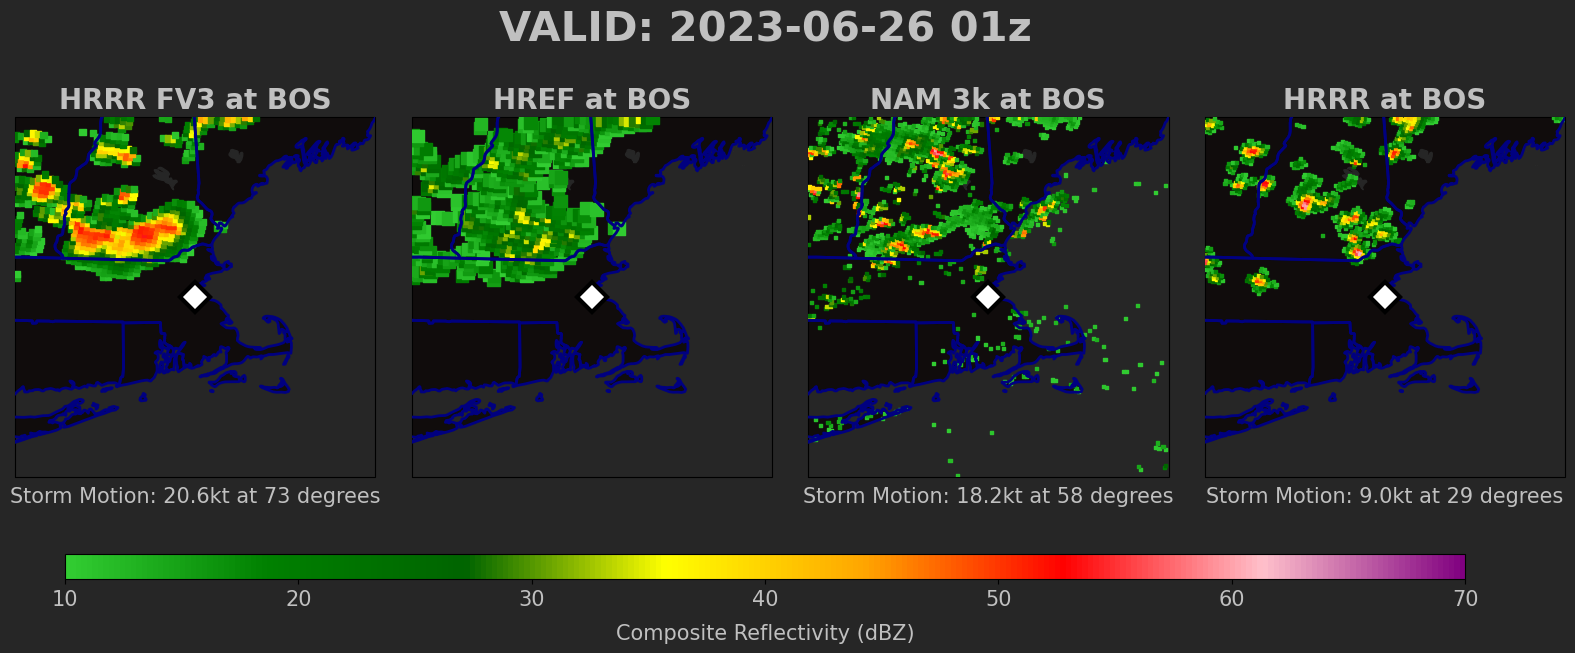 VALID: 2023-06-26 01z
HRRR FV3 at BOS
HREF at BOS
NAM 3k at BOS
HRRR at BOS
Storm Motion: 20.6kt at 73 degrees
Storm Motion: 18.2kt at 58 degrees
Storm Motion: 9.0kt at 29 degrees
10 20 30 40 50 60 70
Composite Reflectivity (dBZ)